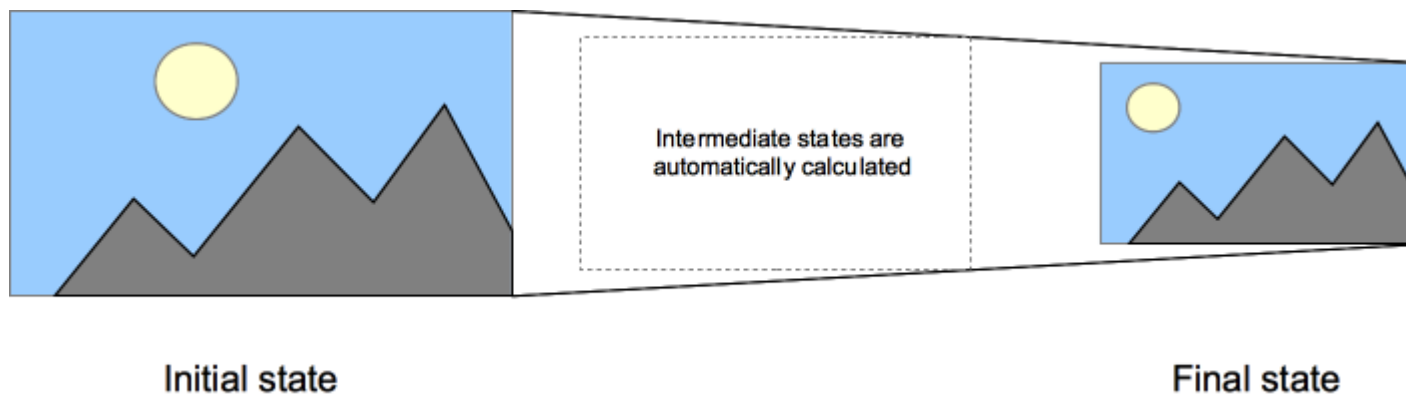 Intermediate states are
automatically calculated
Initial state
Final state